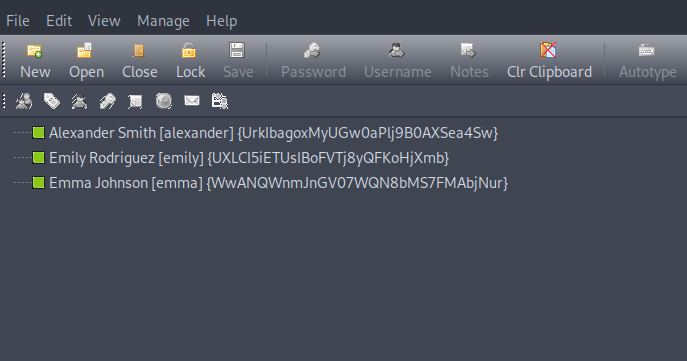 File Edit View Manage Help
New Open Close Lock Save Password Username Notes Clr Clipboard Autotype
Alexander Smith [alexander] {UrkIbagoxMyUGw0aPlj9B0AXSea4Sw}
Emily Rodriguez [emily] {UXLCI5iETUsIBoFVTj8yQFKoHjXmb}
Emma Johnson [emma] {WwANQWnmJnGV07WQN8bMS7FMAbjNur}